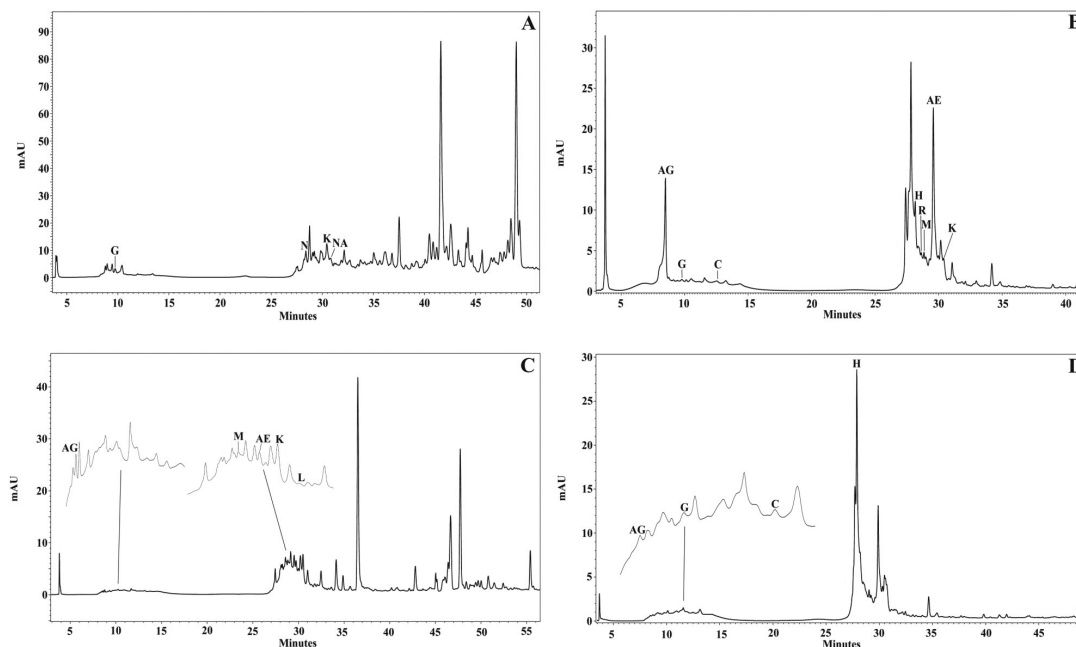 A
90
80
70
60
50
40
30
20
10
0
mAU
G
N
K
NA
5 10 15 20 25 30 35 40 45 50
Minutes
B
30
25
20
15
10
5
0
mAU
AG
G
C
H
R
M
AE
K
5 10 15 20 25 30 35 40
Minutes
C
40
30
20
10
0
mAU
AG
M
AE
K
L
5 10 15 20 25 30 35 40 45 50 55
Minutes
D
30
25
20
15
10
5
0
mAU
H
AG
G
C
5 10 15 20 25 30 35 40 45
Minutes